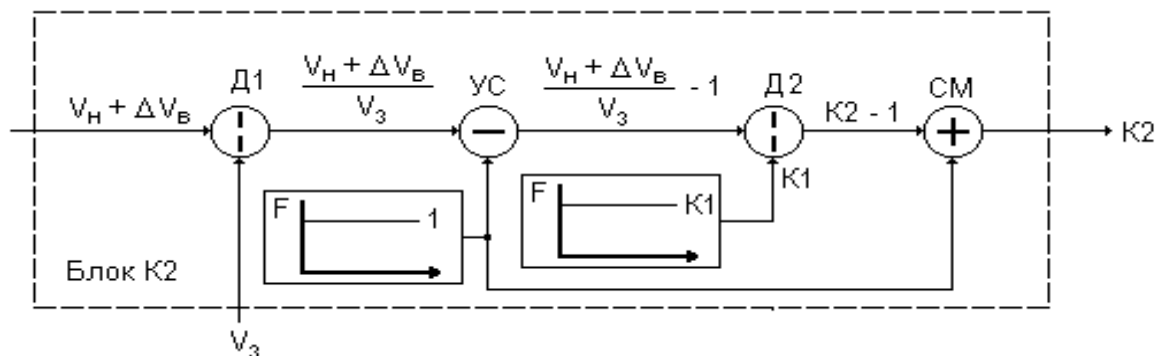 Д1
УС
Д2
СМ
Vн + ΔVв
Vн + ΔVв
Vз
Vн + ΔVв
Vз
- 1
К2 - 1
К2
К1
F
1
F
К1
Блок К2
Vз